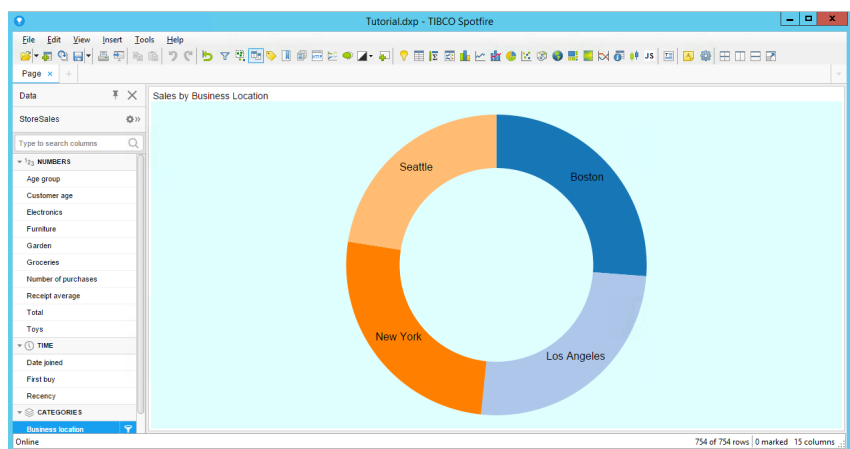 Tutorial.dxp - TIBCO Spotfire
File Edit View Insert Tools Help
JS
Page
Data
Sales by Business Location
StoreSales
Type to search columns
123 NUMBERS
Age group
Customer age
Electronics
Furniture
Garden
Groceries
Number of purchases
Receipt average
Total
Toys
TIME
Date joined
First buy
Recency
CATEGORIES
Business location
Seattle
Boston
New York
Los Angeles
Online
754 of 754 rows 0 marked 15 columns